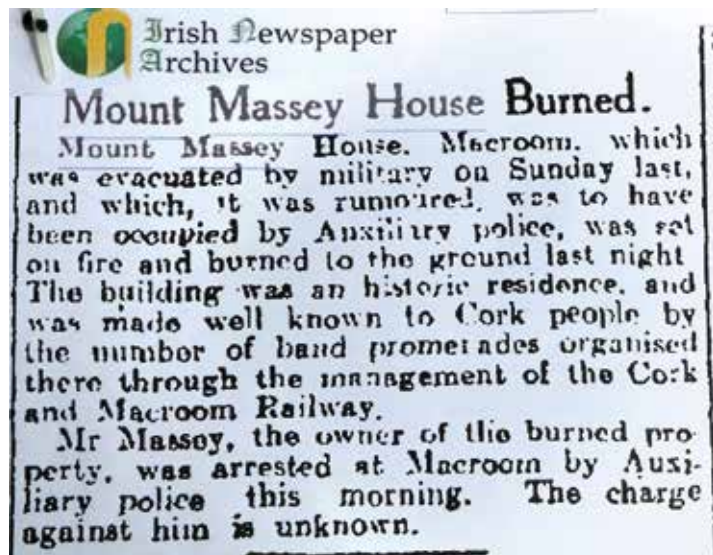 Irish Newspaper
Archives
Mount Massey House Burned.
Mount Massey House, Macroom, which
was evacuated by military on Sunday last,
and which, it was rumoured, was to have
been occupied by Auxiliary police, was set
on fire and burned to the ground last night
The building was an historic residence, and
was made well known to Cork people by
the number of band promenades organised
there through the management of the Cork
and Macroom Railway.
Mr Massey, the owner of the burned pro-
perty, was arrested at Macroom by Auxi-
liary police this morning. The charge
against him is unknown.